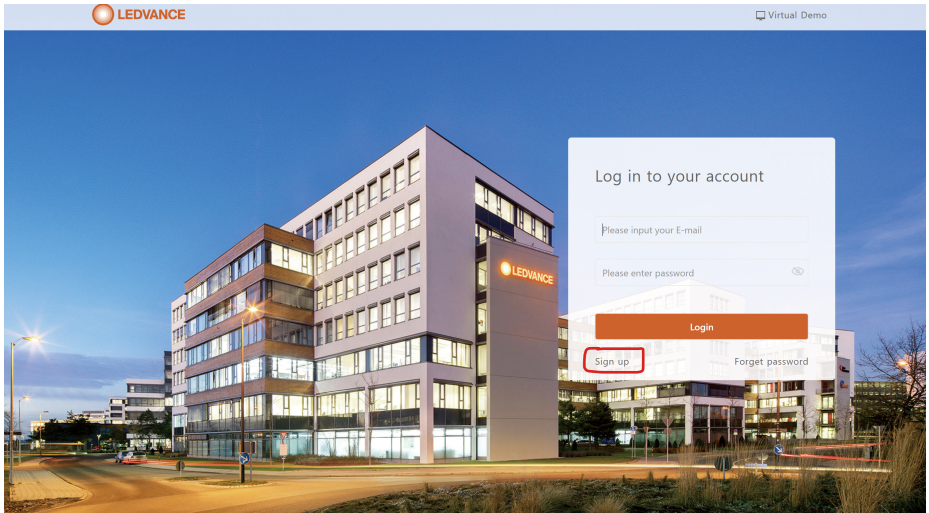 LEDVANCE
Virtual Demo
Log in to your account
Please input your E-mail
LEDVANCE
Please enter password
Login
Sign up
Forget password